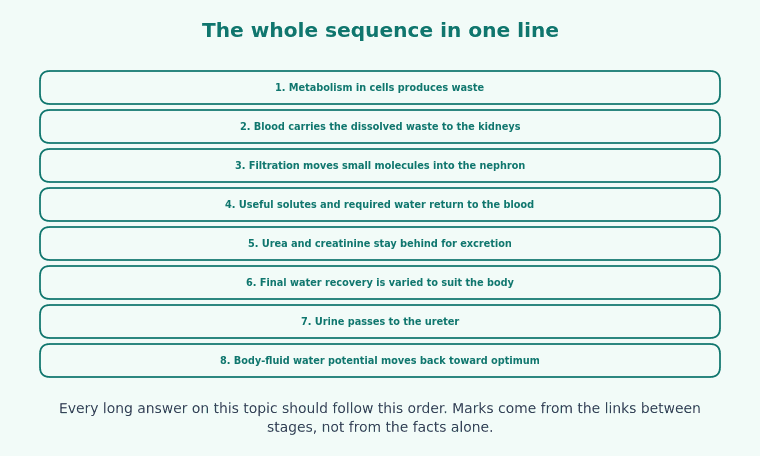 The whole sequence in one line
1. Metabolism in cells produces waste
2. Blood carries the dissolved waste to the kidneys
3. Filtration moves small molecules into the nephron
4. Useful solutes and required water return to the blood
5. Urea and creatinine stay behind for excretion
6. Final water recovery is varied to suit the body
7. Urine passes to the ureter
8. Body-fluid water potential moves back toward optimum
Every long answer on this topic should follow this order. Marks come from the links between
stages, not from the facts alone.